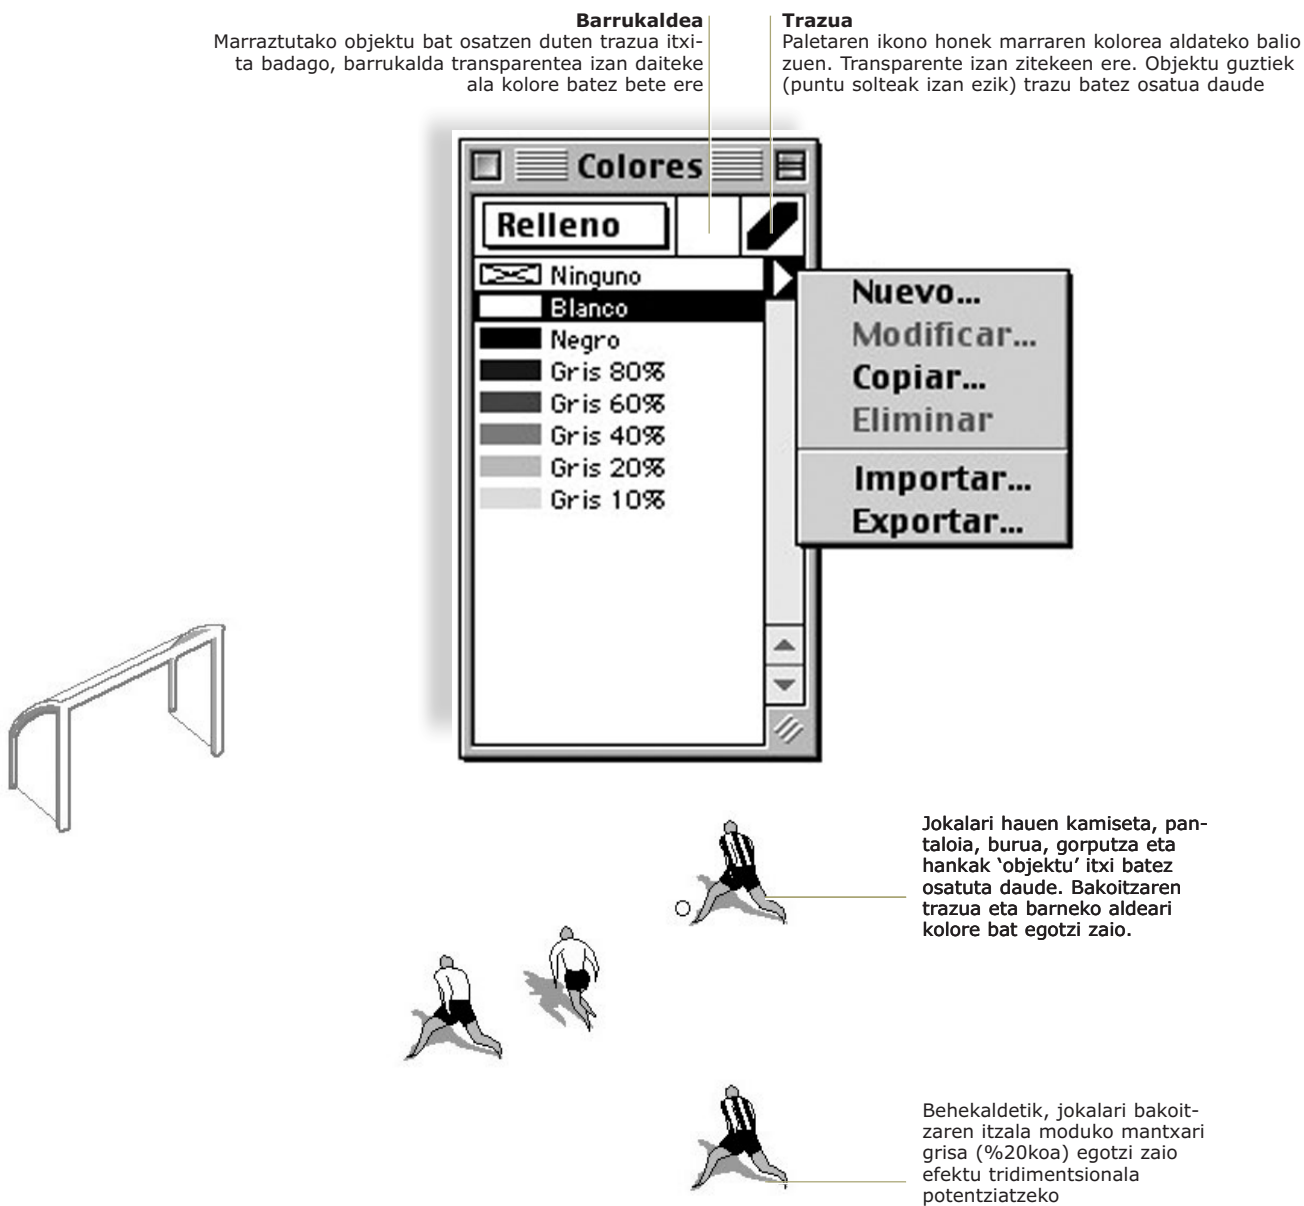 Barrukaldea
Marraztutako objektu bat osatzen duten trazua itxi-
ta badago, barrukalda transparentea izan daiteke
ala kolore batez bete ere
Trazua
Paletaren ikono honek marraren kolorea aldateko balio
zuen. Transparente izan zitekeen ere. Objektu guztiek
(puntu solteak izan ezik) trazu batez osatua daude
Colores
Relleno
Ninguno
Blanco
Negro
Gris 80%
Gris 60%
Gris 40%
Gris 20%
Gris 10%
Nuevo...
Modificar...
Copiar...
Eliminar
Importar...
Exportar...
Jokalari hauen kamiseta, pan-
taloia, burua, gorputza eta
hankak ‘objektu’ itxi batez
osatuta daude. Bakoitzaren
trazua eta barneko aldeari
kolore bat egotzi zaio.
Behekaldetik, jokalari bakoit-
zaren itzala moduko mantxari
grisa (%20koa) egotzi zaio
efektu tridimentsionala
potentziatzeko